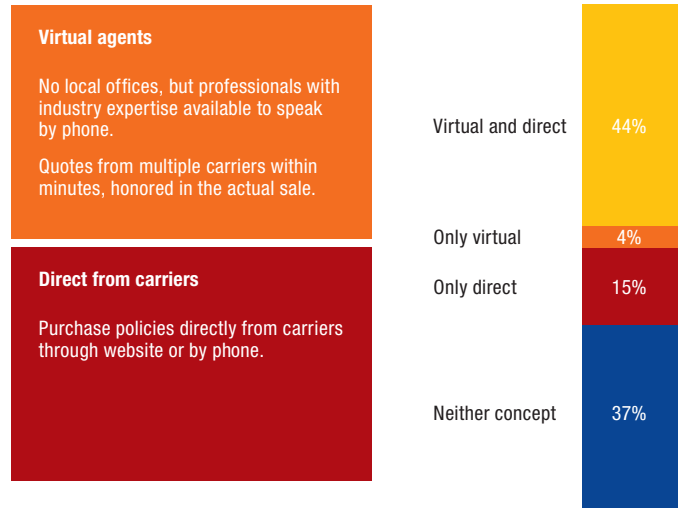 Virtual agents
No local offices, but professionals with
industry expertise available to speak
by phone.
Quotes from multiple carriers within
minutes, honored in the actual sale.
Direct from carriers
Purchase policies directly from carriers
through website or by phone.
Virtual and direct 44%
Only virtual 4%
Only direct 15%
Neither concept 37%